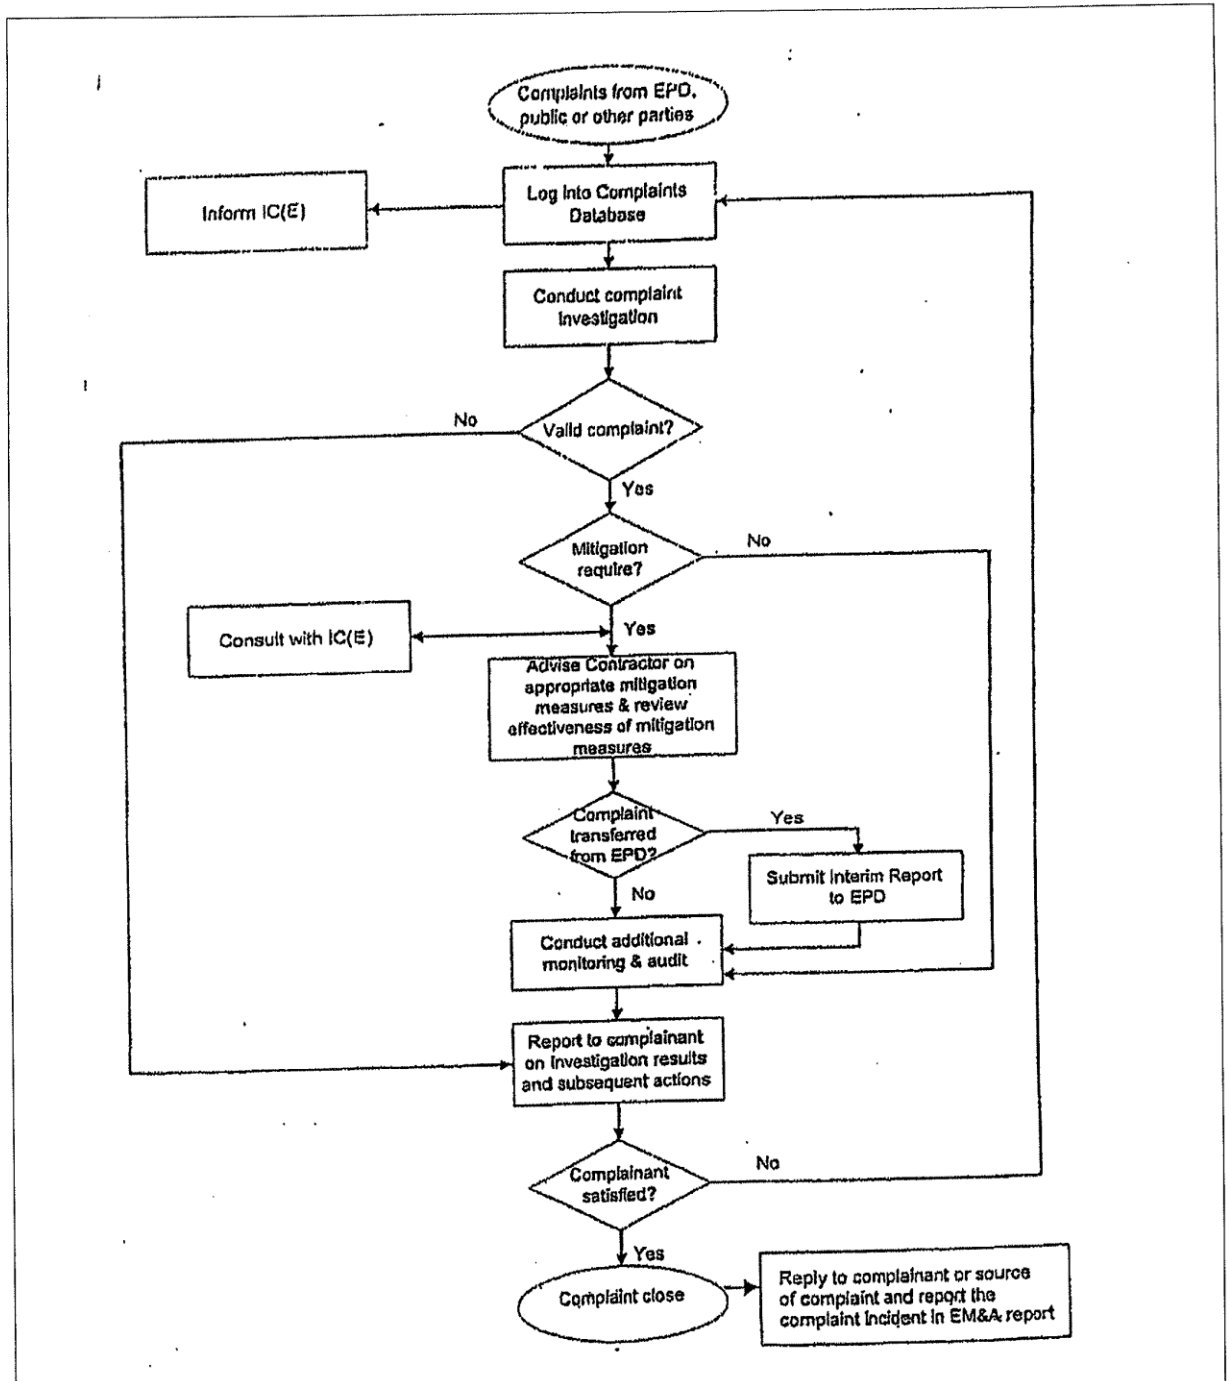 Complaints from EPD,
public or other parties
Log Into Complaints
Database
Inform IC(E)
Conduct complaint
Investigation
Valid complaint?
No
Yes
Mitigation
require?
No
Yes
Consult with IC(E)
Advise Contractor on
appropriate mitigation
measures & review
effectiveness of mitigation
measures
Complaint
transferred
from EPD?
Yes
Submit Interim Report
to EPD
No
Conduct additional
monitoring & audit
Report to complainant
on investigation results
and subsequent actions
Complainant
satisfied?
No
Yes
Complaint close
Reply to complainant or source
of complaint and report the
complaint incident in EM&A report